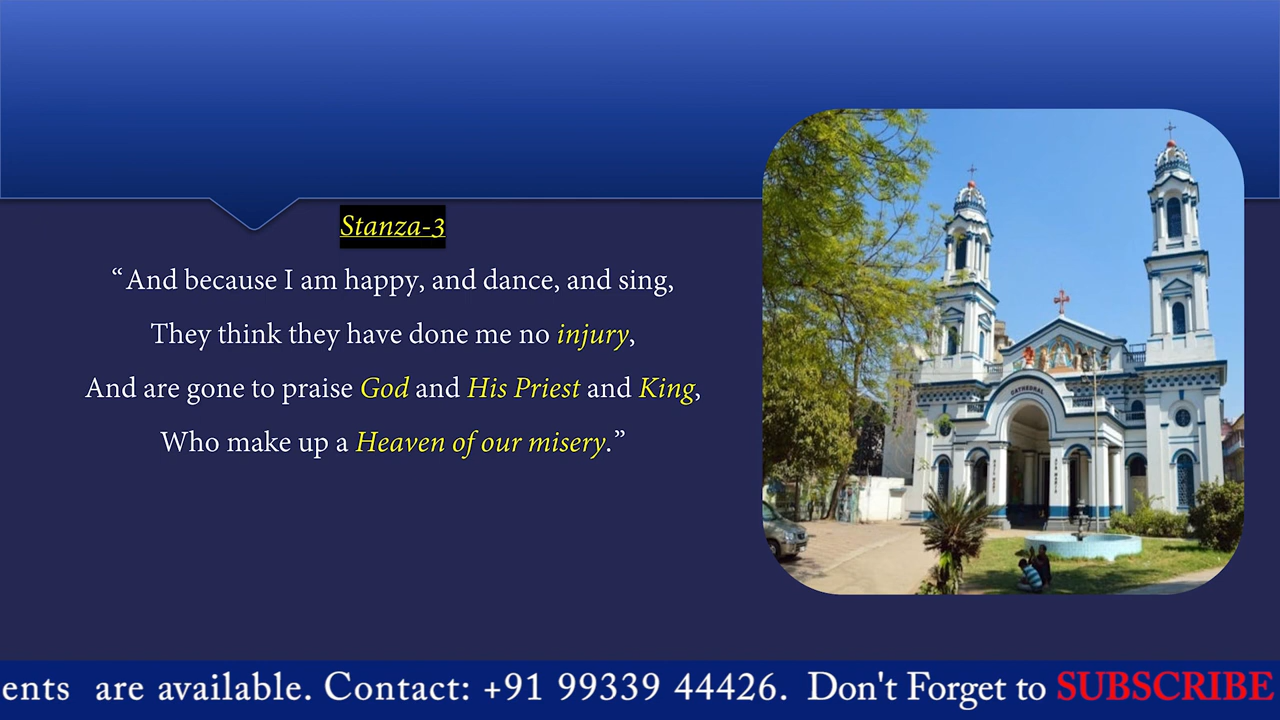 Stanza-3
“And because I am happy, and dance, and sing,
They think they have done me no injury,
And are gone to praise God and His Priest and King,
Who make up a Heaven of our misery.”
CATHEDRAL
ents are available. Contact: +91 99339 44426. Don't Forget to SUBSCRIBE